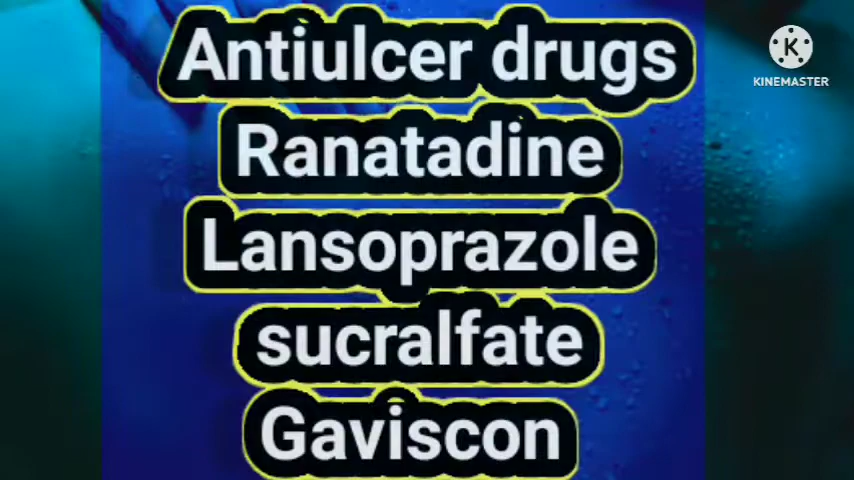 Antiulcer drugs
Ranatadine
Lansoprazole
sucralfate
Gaviscon
K
KINEMASTER